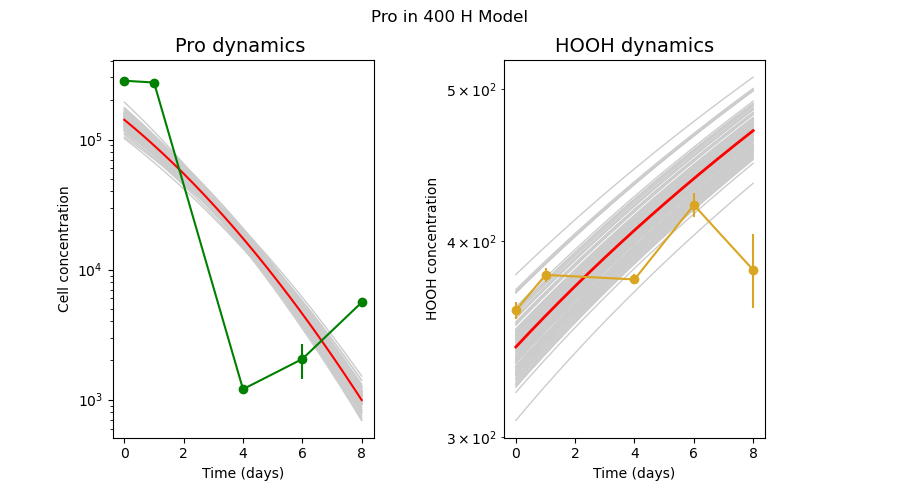 Pro in 400 H Model
Pro dynamics
HOOH dynamics
10^5
10^4
10^3
Cell concentration
0 2 4 6 8
Time (days)
5 × 10^2
4 × 10^2
3 × 10^2
HOOH concentration
0 2 4 6 8
Time (days)